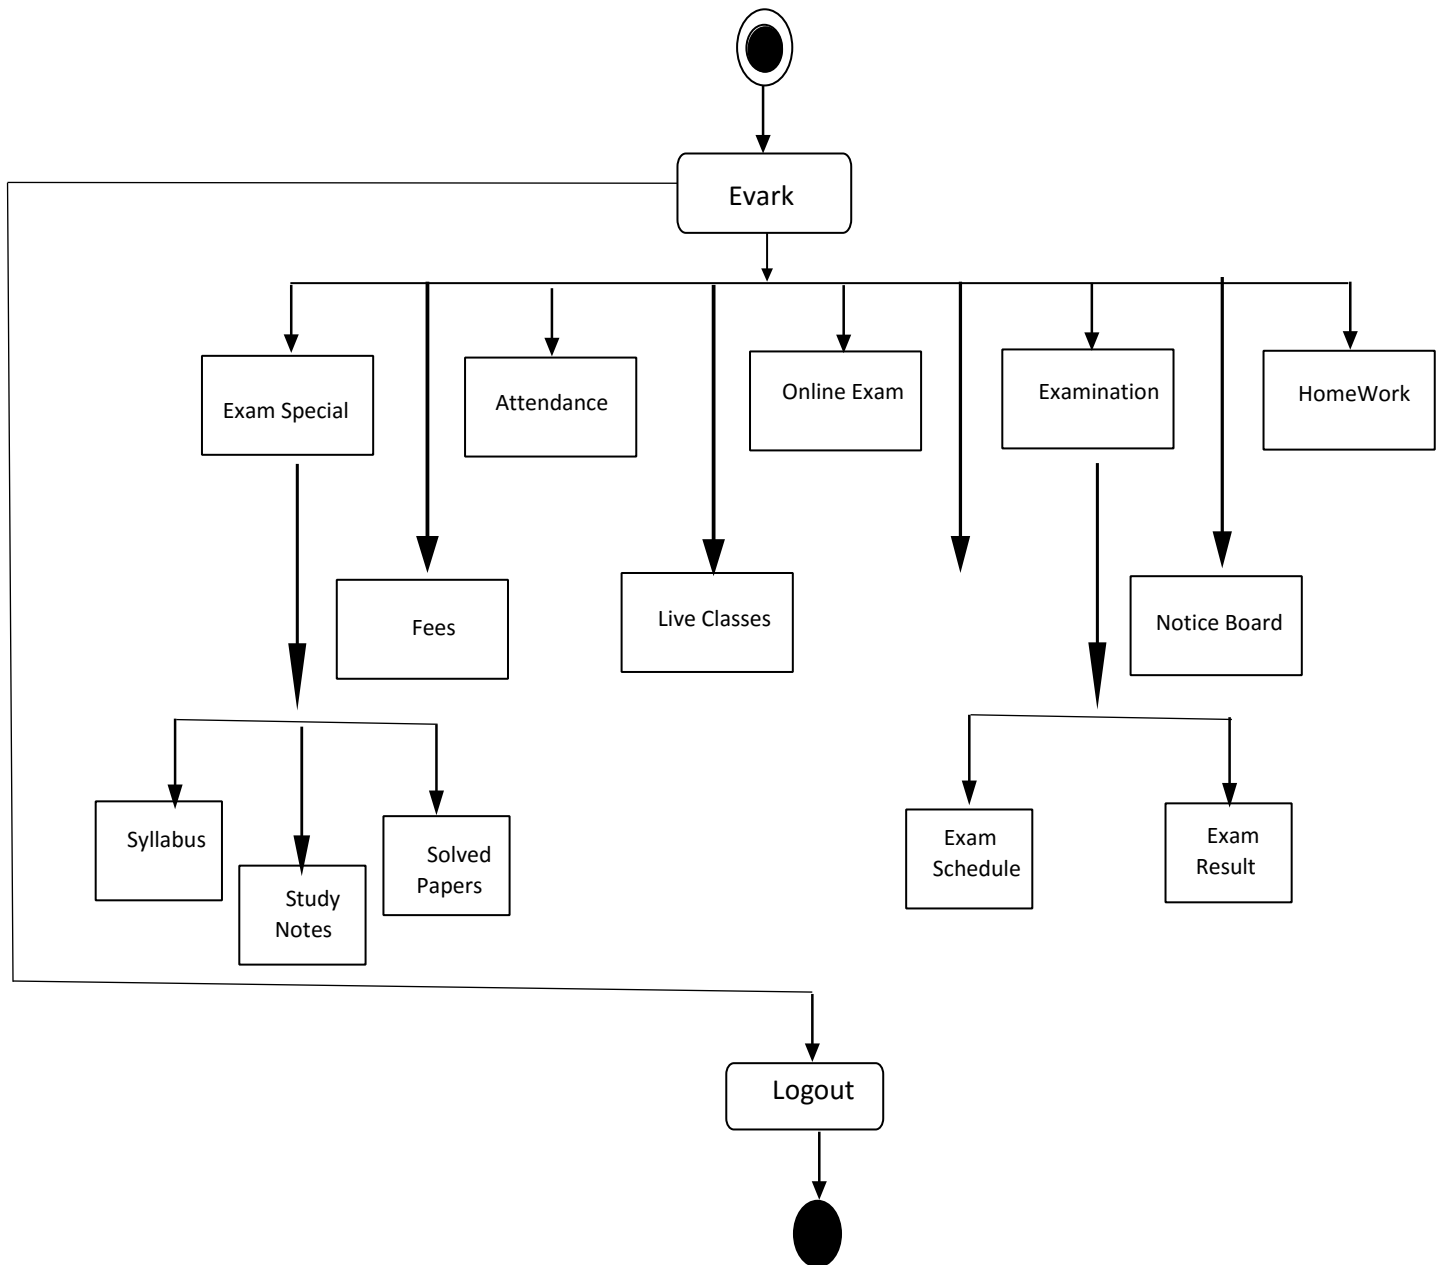 Evark
Exam Special
Attendance
Online Exam
Examination
HomeWork
Fees
Live Classes
Notice Board
Syllabus
Study
Notes
Solved
Papers
Exam
Schedule
Exam
Result
Logout